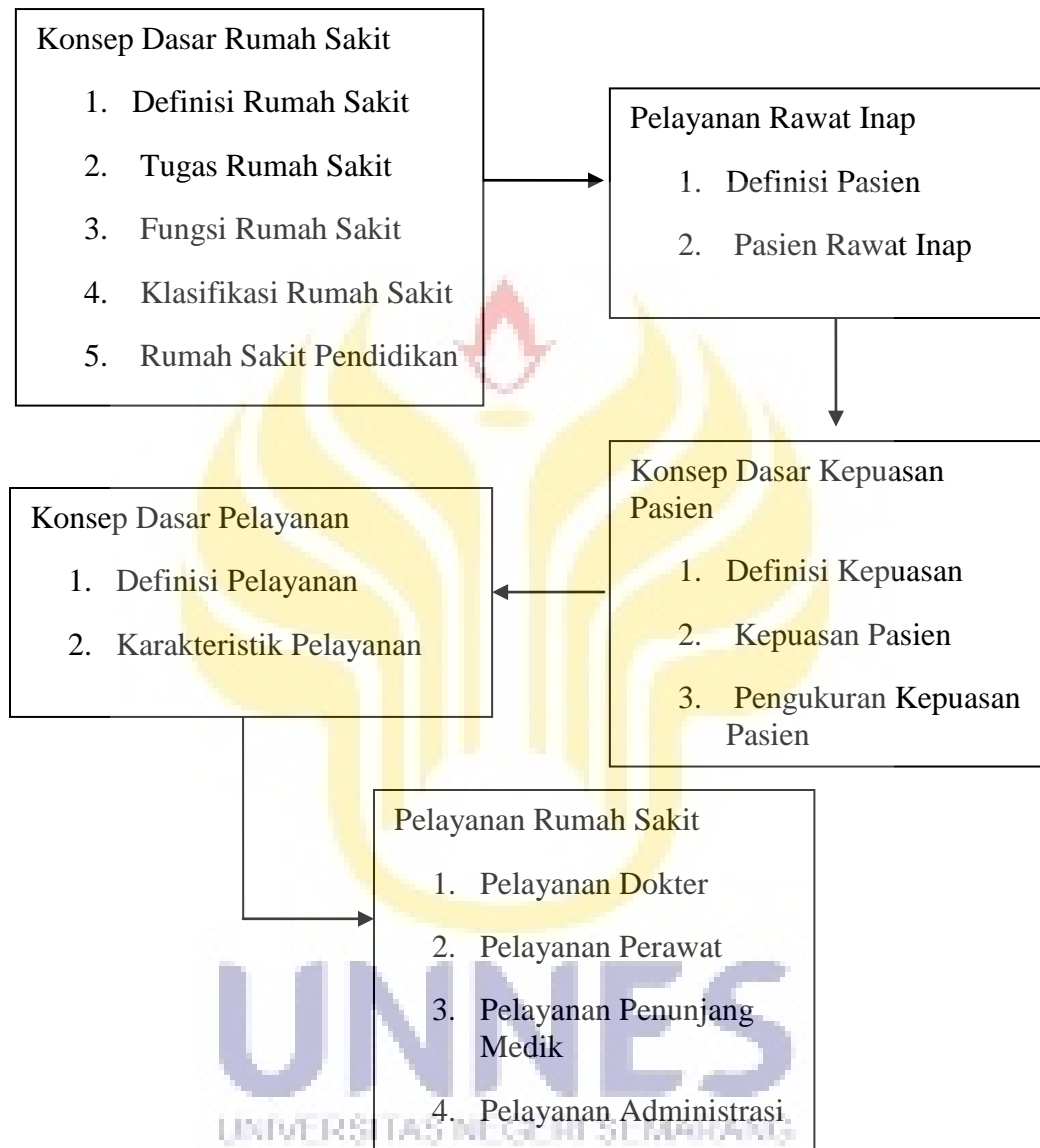 Konsep Dasar Rumah Sakit
1. Definisi Rumah Sakit
2. Tugas Rumah Sakit
3. Fungsi Rumah Sakit
4. Klasifikasi Rumah Sakit
5. Rumah Sakit Pendidikan
Pelayanan Rawat Inap
1. Definisi Pasien
2. Pasien Rawat Inap
Konsep Dasar Kepuasan
Pasien
1. Definisi Kepuasan
2. Kepuasan Pasien
3. Pengukuran Kepuasan
Pasien
Konsep Dasar Pelayanan
1. Definisi Pelayanan
2. Karakteristik Pelayanan
Pelayanan Rumah Sakit
1. Pelayanan Dokter
2. Pelayanan Perawat
3. Pelayanan Penunjang
Medik
4. Pelayanan Administrasi
UNNES
UNIVERSITAS NEGERI SEMARANG